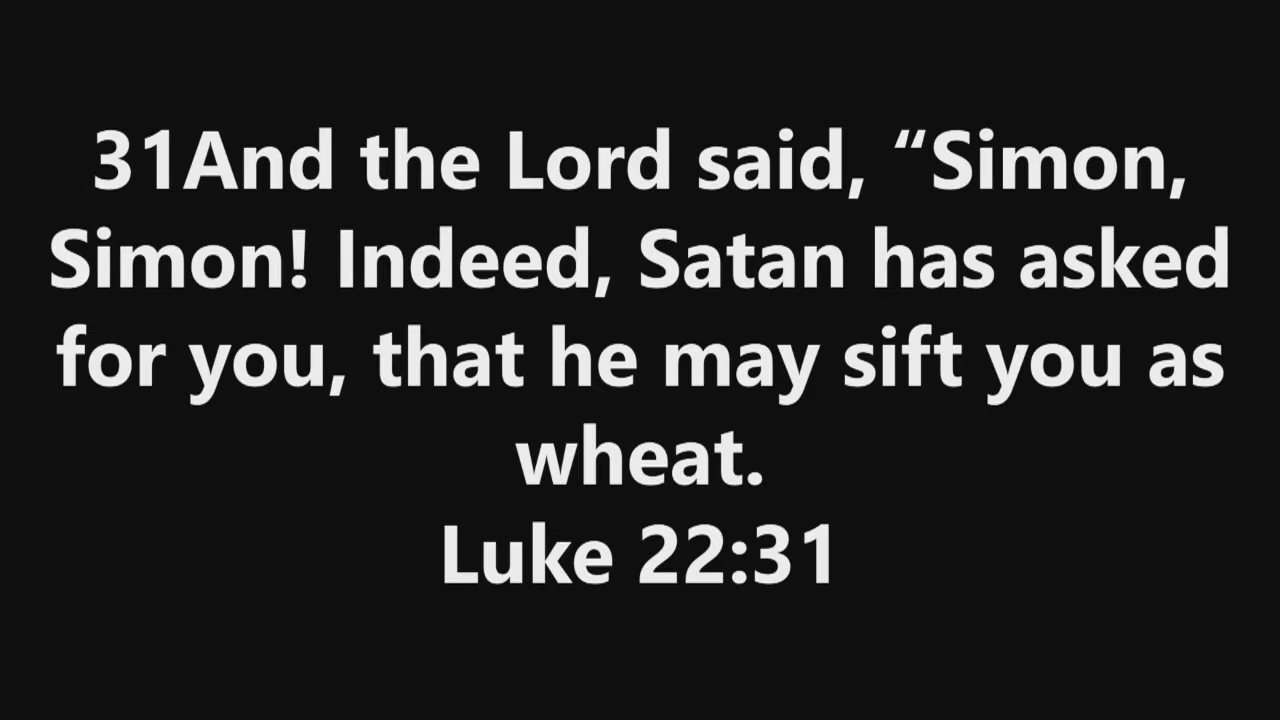 31And the Lord said, “Simon,
Simon! Indeed, Satan has asked
for you, that he may sift you as
wheat.
Luke 22:31